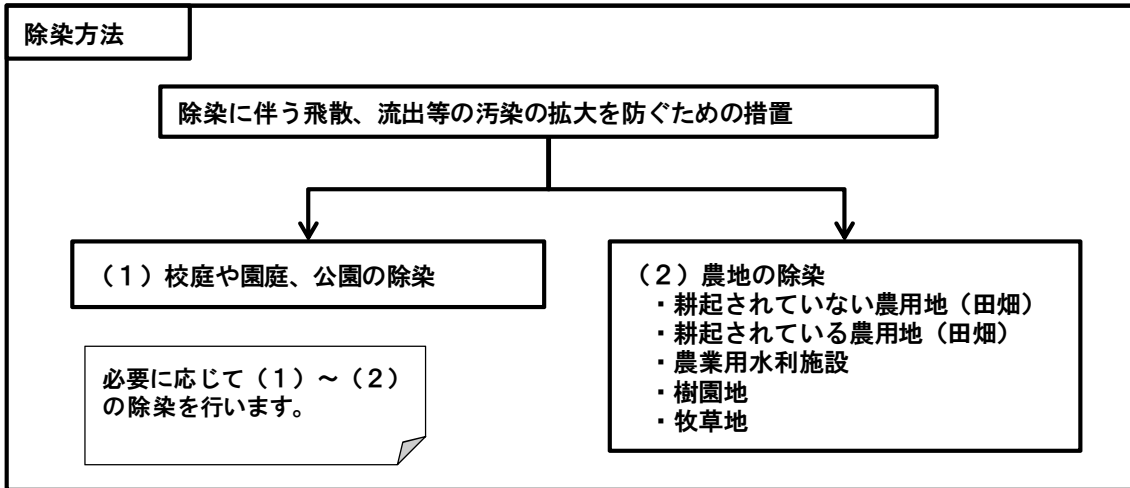 除染方法
除染に伴う飛散、流出等の汚染の拡大を防ぐための措置
（１）校庭や園庭、公園の除染
（２）農地の除染
・耕起されていない農用地（田畑）
・耕起されている農用地（田畑）
・農業用水利施設
・樹園地
・牧草地
必要に応じて（１）～（２）
の除染を行います。